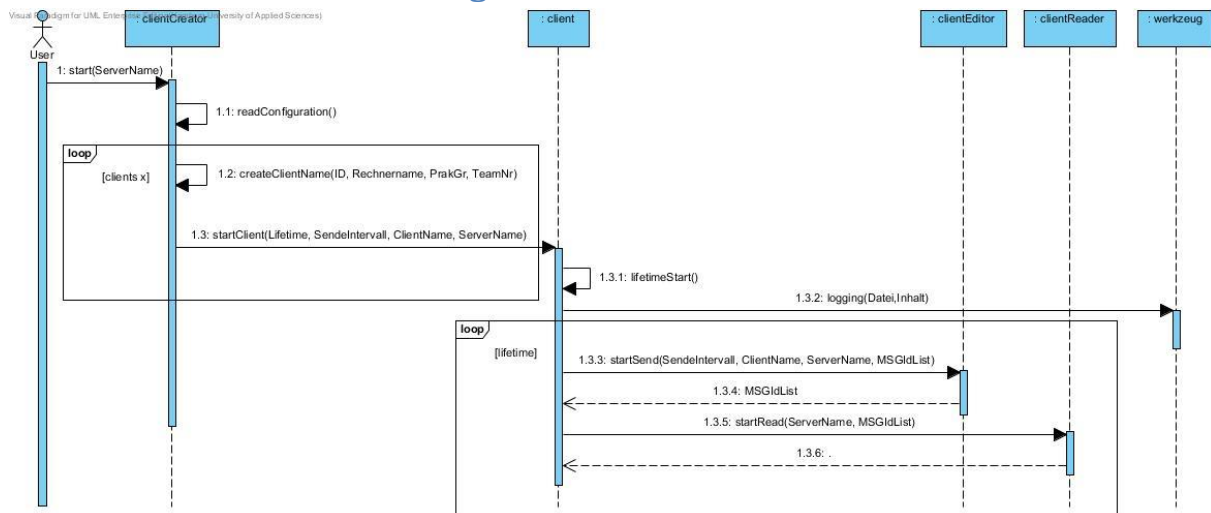 Visual Paradigm for UML Enterprise University of Applied Sciences)
: clientCreator
: client
: clientEditor
: clientReader
: werkzeug
User
1: start(ServerName)
1.1: readConfiguration()
loop
[clients x]
1.2: createClientName(ID, Rechnername, PrakGr, TeamNr)
1.3: startClient(Lifetime, SendeIntervall, ClientName, ServerName)
1.3.1: lifetimeStart()
1.3.2: logging(Datei,Inhalt)
loop
[lifetime]
1.3.3: startSend(SendeIntervall, ClientName, ServerName, MSGIdList)
1.3.4: MSGIdList
1.3.5: startRead(ServerName, MSGIdList)
1.3.6: .